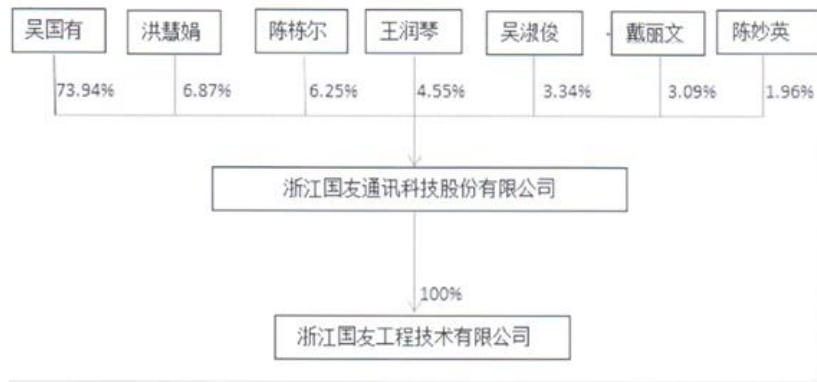 吴国有 洪慧娟 陈栋尔 王润琴 吴淑俊 戴丽文 陈妙英
73.94% 6.87% 6.25% 4.55% 3.34% 3.09% 1.96%
浙江国友通讯科技股份有限公司
100%
浙江国友工程技术有限公司